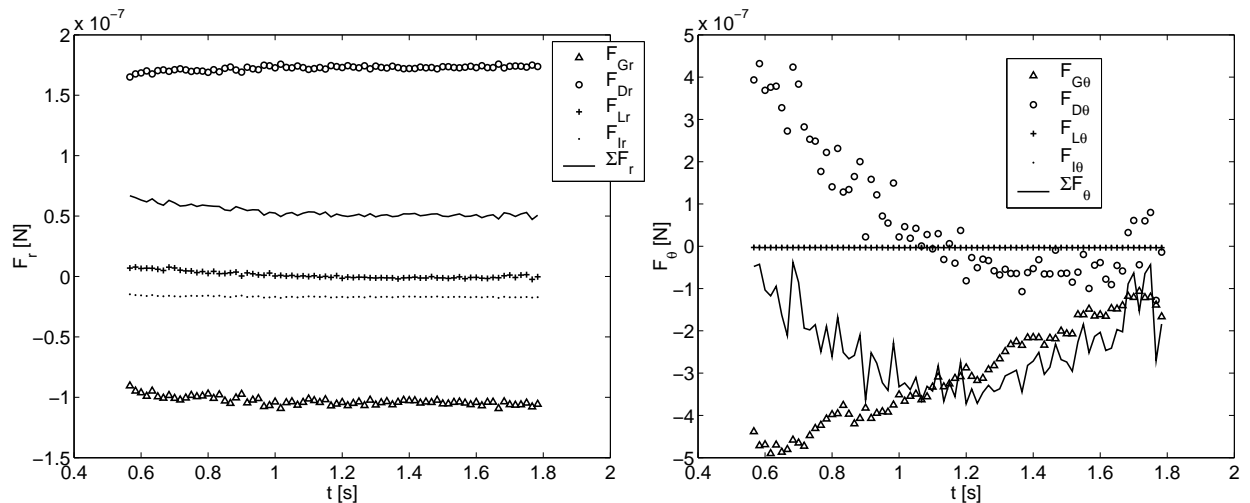 x 10⁻⁷
2
1.5
1
0.5
0
−0.5
−1
−1.5
F_r [N]
0.4 0.6 0.8 1 1.2 1.4 1.6 1.8 2
t [s]
F_Gr
F_Dr
F_Lr
F_Ir
ΣF_r
x 10⁻⁷
5
4
3
2
1
0
−1
−2
−3
−4
−5
F_θ [N]
0.4 0.6 0.8 1 1.2 1.4 1.6 1.8 2
t [s]
F_Gθ
F_Dθ
F_Lθ
F_Iθ
ΣF_θ